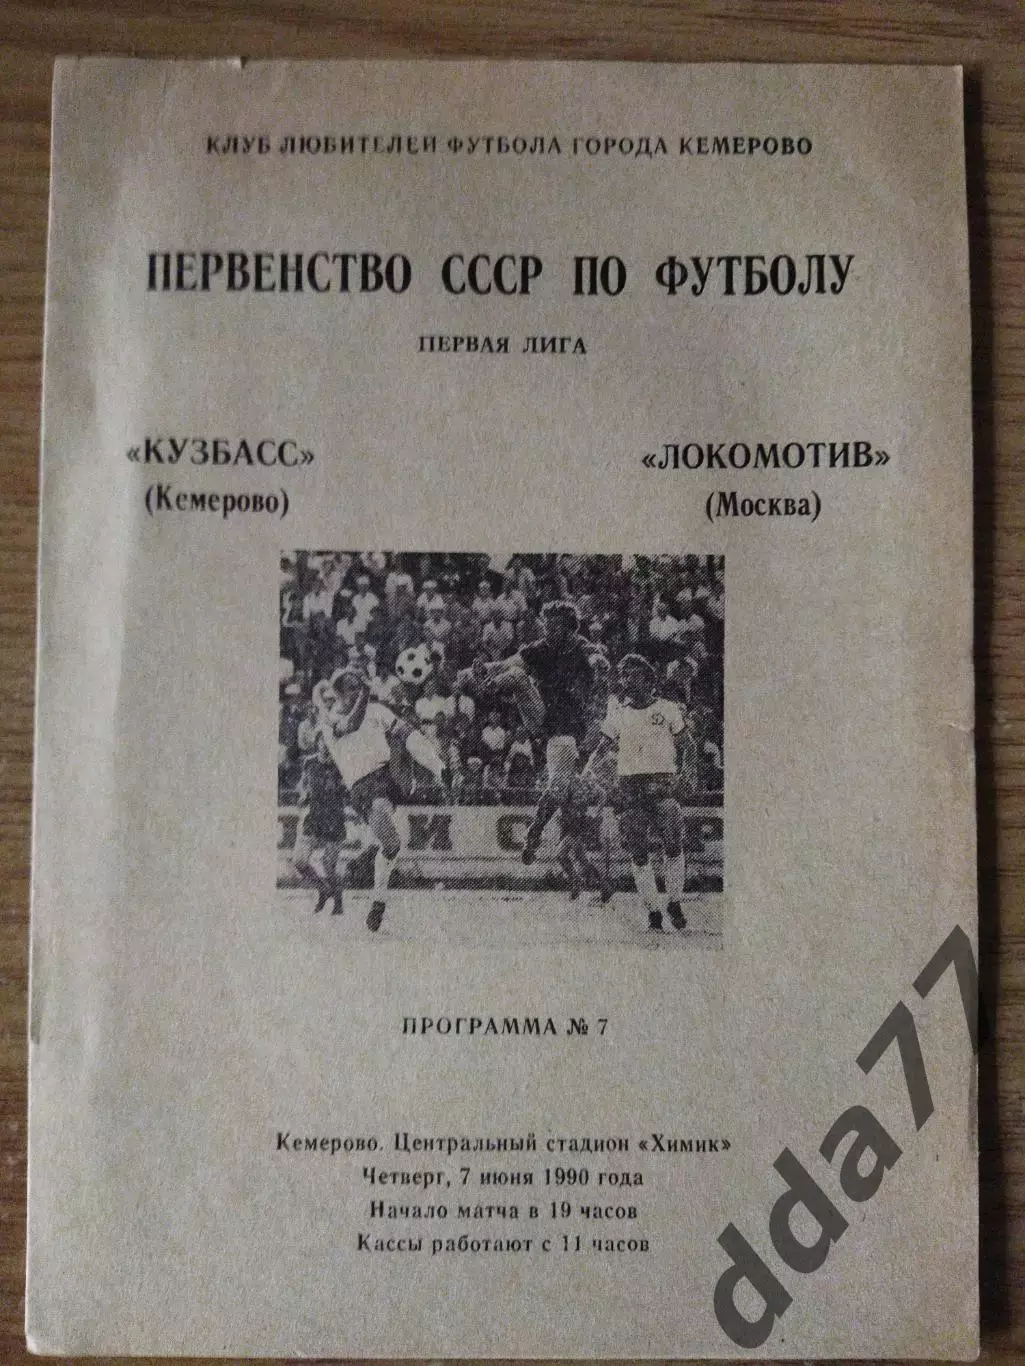 КЛУБ ЛЮБИТЕЛЕЙ ФУТБОЛА ГОРОДА КЕМЕРОВО
ПЕРВЕНСТВО СССР ПО ФУТБОЛУ
ПЕРВАЯ ЛИГА
«КУЗБАСС» «ЛОКОМОТИВ»
(Кемерово) (Москва)
ПРОГРАММА № 7
Кемерово. Центральный стадион «Химик»
Четверг, 7 июня 1990 года
Начало матча в 19 часов
Кассы работают с 11 часов
dda77